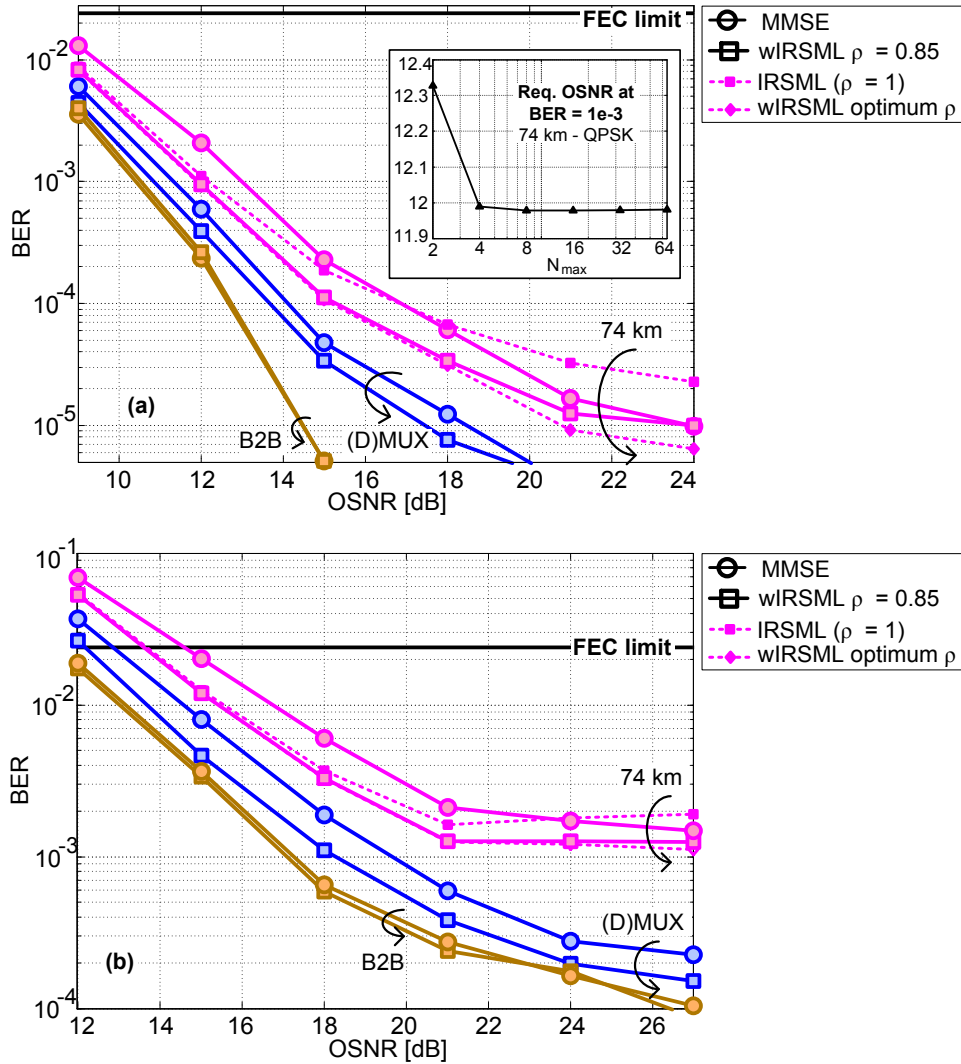 FEC limit
MMSE
wIRSML ρ = 0.85
IRSML (ρ = 1)
wIRSML optimum ρ
10⁻²
10⁻³
10⁻⁴
10⁻⁵
BER
12.4
12.3
12.2
12.1
12
11.9
Req. OSNR at
BER = 1e-3
74 km - QPSK
2 4 8 16 32 64
Nmax
74 km
(a)
B2B
(D)MUX
10 12 14 16 18 20 22 24
OSNR [dB]
10⁻¹
10⁻²
10⁻³
10⁻⁴
BER
FEC limit
MMSE
wIRSML ρ = 0.85
IRSML (ρ = 1)
wIRSML optimum ρ
74 km
(D)MUX
B2B
(b)
12 14 16 18 20 22 24 26
OSNR [dB]